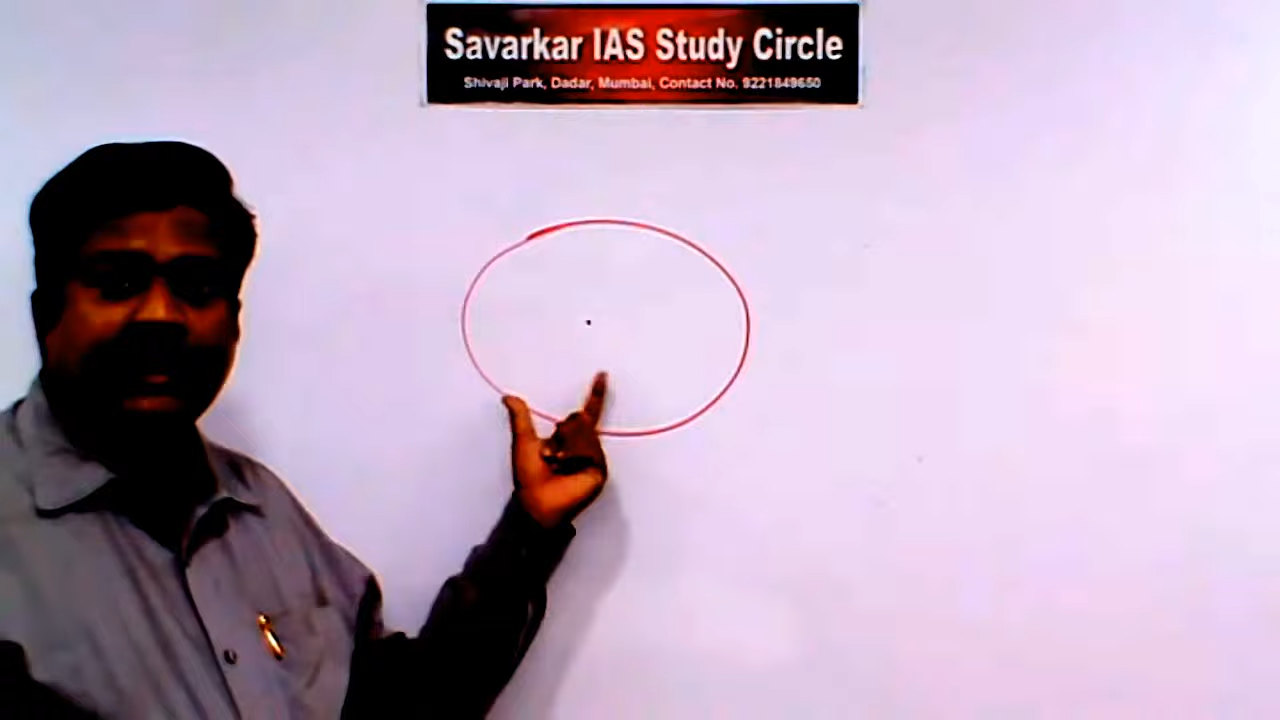 Savarkar IAS Study Circle
Shivaji Park, Dadar, Mumbai, Contact No. 9221849650